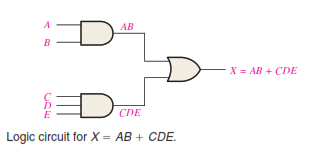 A
AB
B
X = AB + CDE
C
D
E
CDE
Logic circuit for X = AB + CDE.